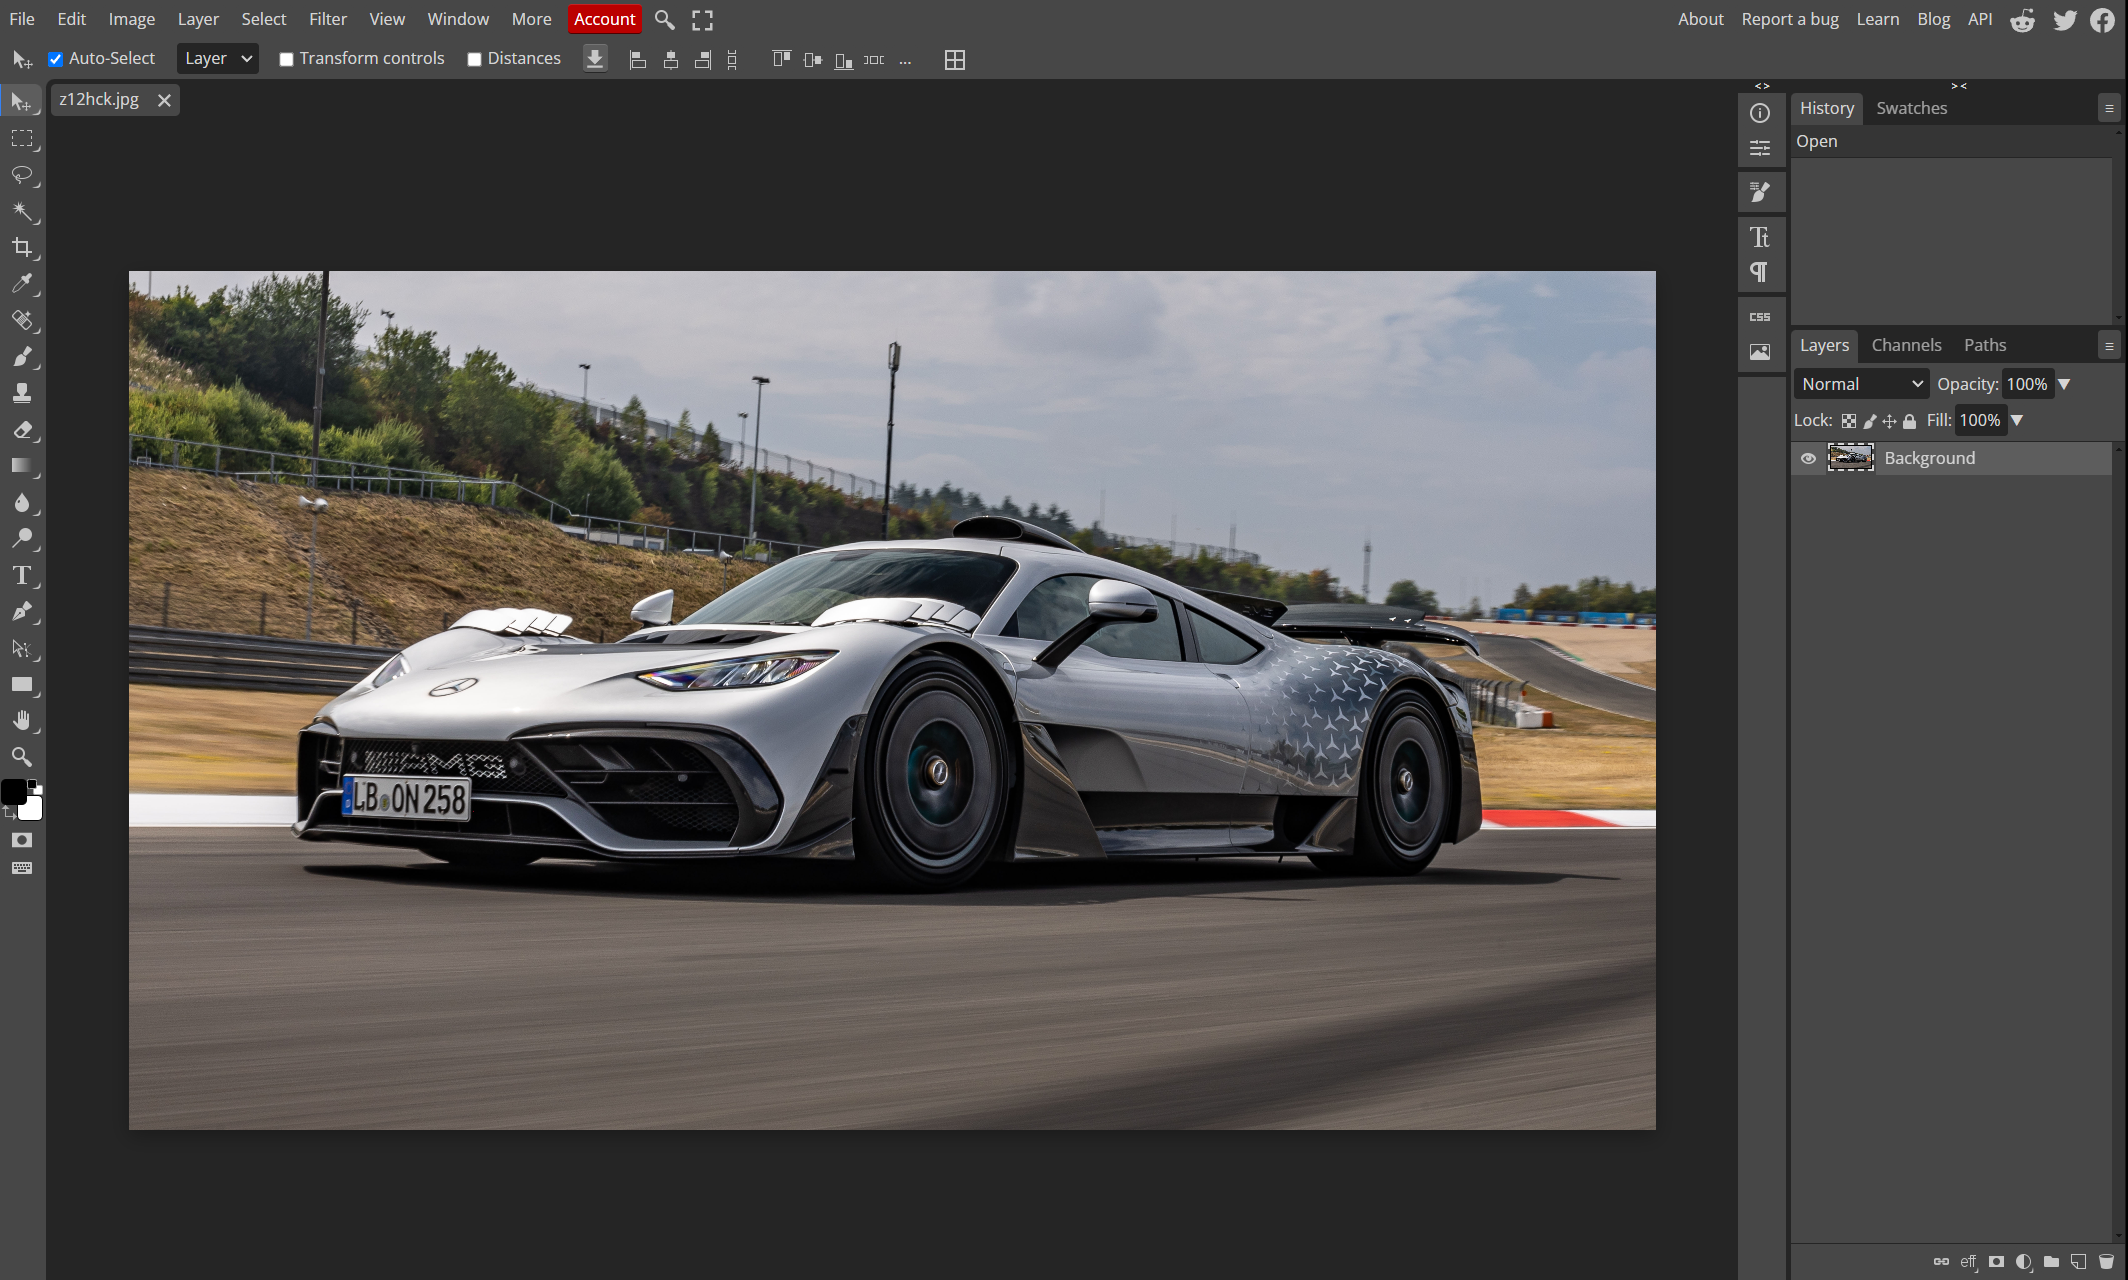 File Edit Image Layer Select Filter View Window More Account About Report a bug Learn Blog API
Auto-Select Layer Transform controls Distances ...
z12hck.jpg
< > > <
History Swatches
Open
Tt
CSS
Layers Channels Paths
Normal Opacity: 100%
Lock: Fill: 100%
Background
AMG
LB ON 258
T
eff